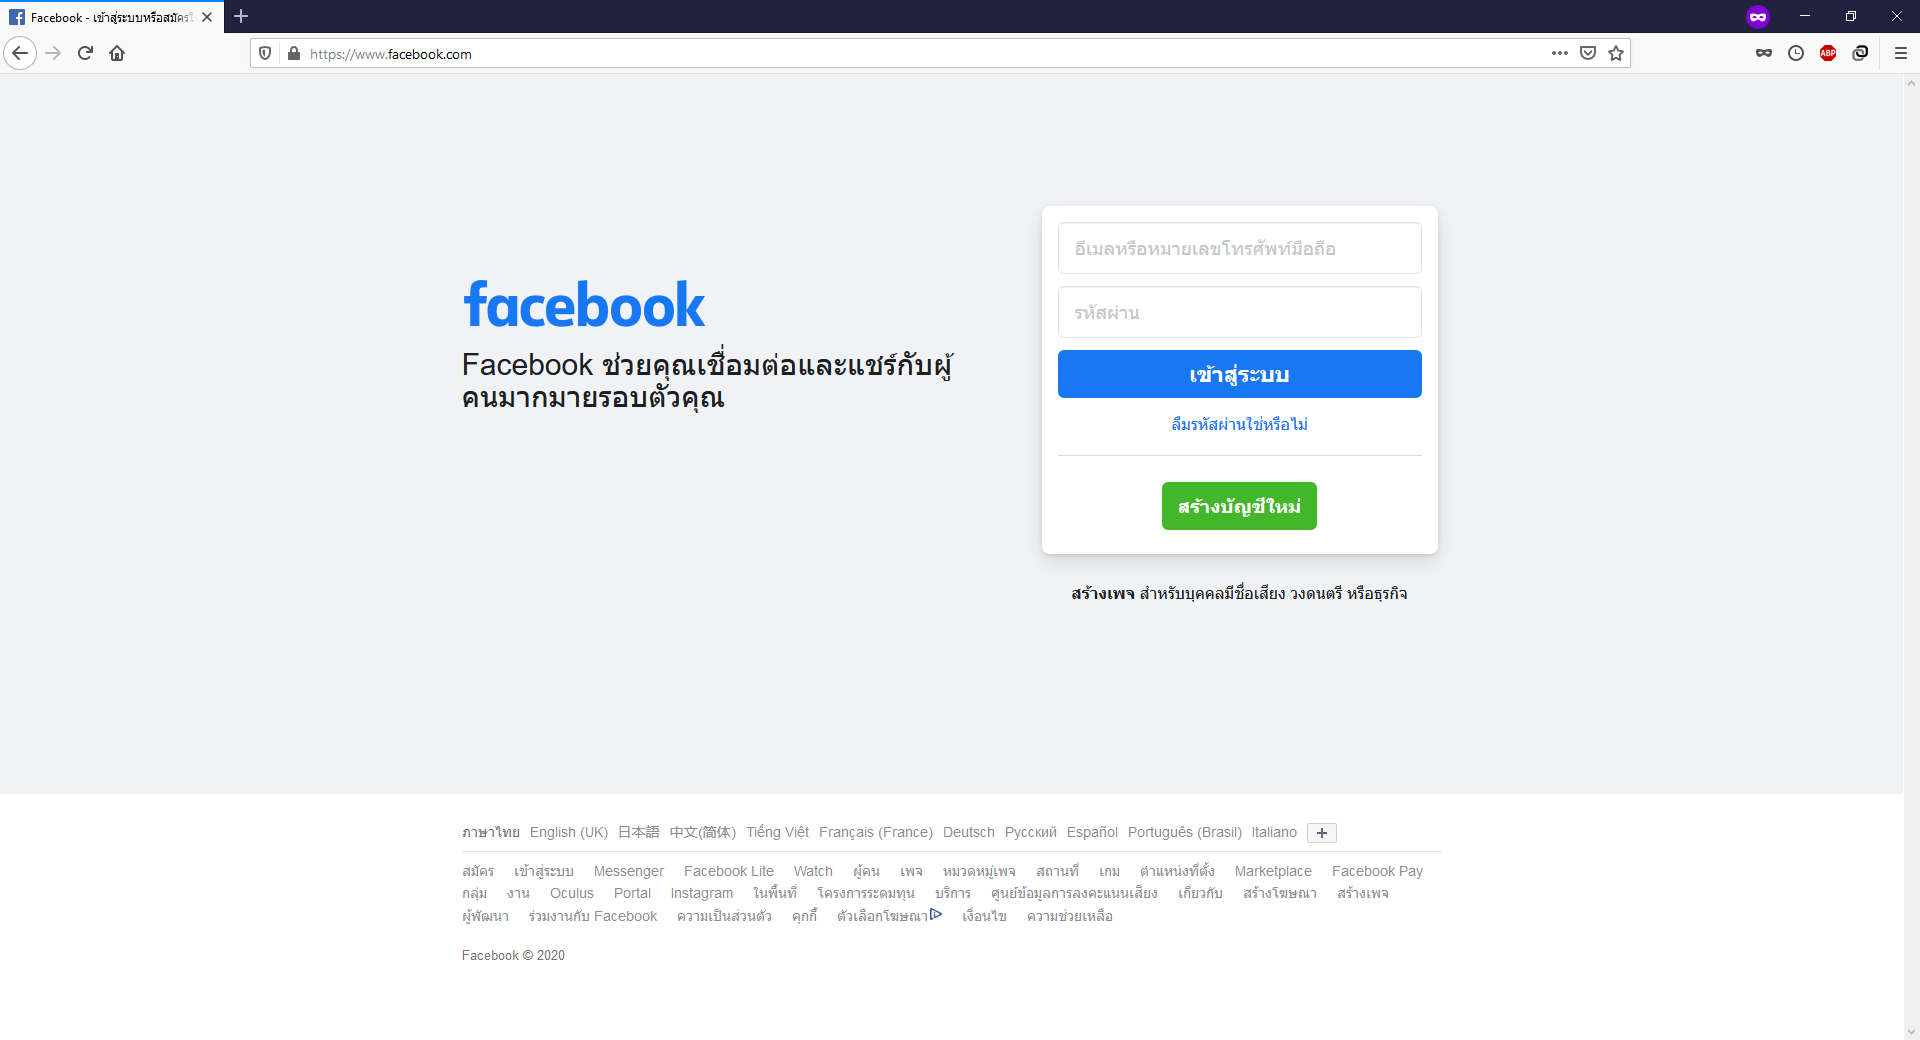 Facebook - เข้าสู่ระบบหรือสมัครใ
https://www.facebook.com
ABP
facebook
Facebook ช่วยคุณเชื่อมต่อและแชร์กับผู้
คนมากมายรอบตัวคุณ
อีเมลหรือหมายเลขโทรศัพท์มือถือ
รหัสผ่าน
เข้าสู่ระบบ
ลืมรหัสผ่านใช่หรือไม่
สร้างบัญชีใหม่
สร้างเพจ สำหรับบุคคลมีชื่อเสียง วงดนตรี หรือธุรกิจ
ภาษาไทย English (UK) 日本語 中文(简体) Tiếng Việt Français (France) Deutsch Русский Español Português (Brasil) Italiano
สมัคร เข้าสู่ระบบ Messenger Facebook Lite Watch ผู้คน เพจ หมวดหมู่เพจ สถานที่ เกม ตำแหน่งที่ตั้ง Marketplace Facebook Pay
กลุ่ม งาน Oculus Portal Instagram ในพื้นที่ โครงการระดมทุน บริการ ศูนย์ข้อมูลการลงคะแนนเสียง เกี่ยวกับ สร้างโฆษณา สร้างเพจ
ผู้พัฒนา ร่วมงานกับ Facebook ความเป็นส่วนตัว คุกกี้ ตัวเลือกโฆษณา เงื่อนไข ความช่วยเหลือ
Facebook © 2020